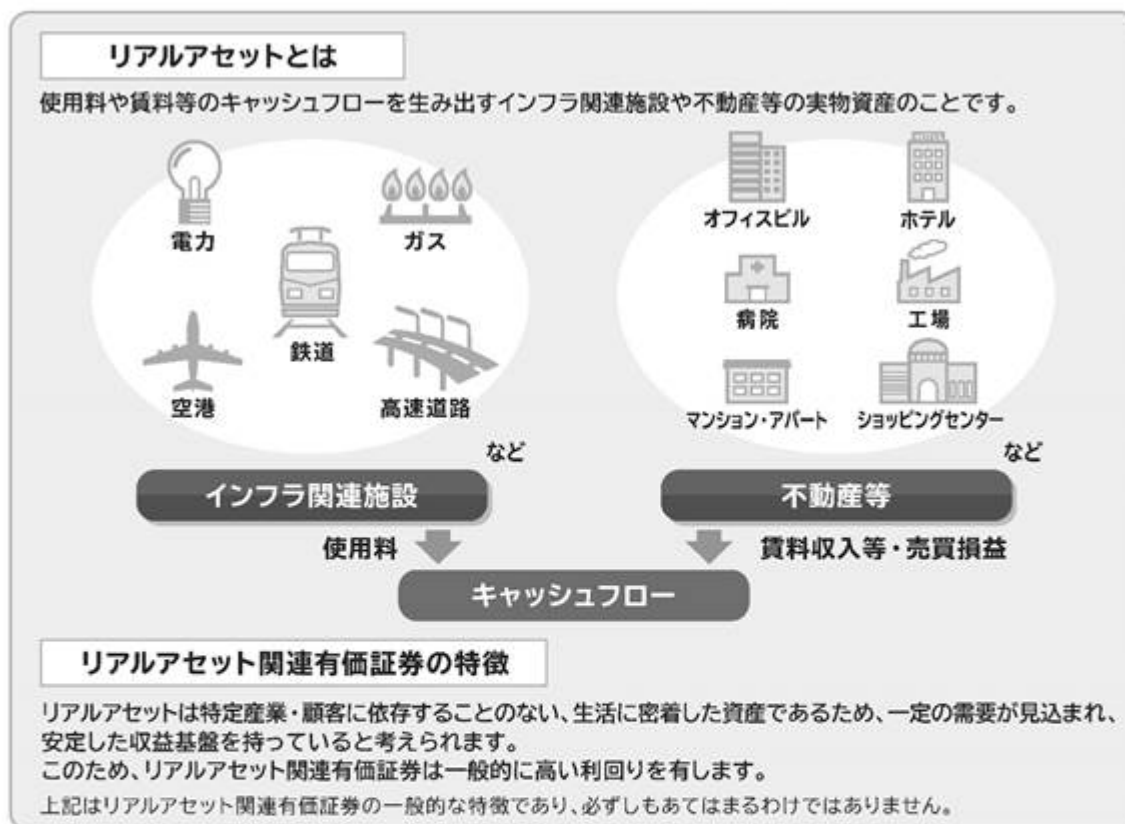 リアルアセットとは
使用料や賃料等のキャッシュフローを生み出すインフラ関連施設や不動産等の実物資産のことです。
電力
ガス
鉄道
空港
高速道路
など
インフラ関連施設
オフィスビル
ホテル
病院
工場
マンション・アパート
ショッピングセンター
など
不動産等
使用料
賃料収入等・売買損益
キャッシュフロー
リアルアセット関連有価証券の特徴
リアルアセットは特定産業・顧客に依存することのない、生活に密着した資産であるため、一定の需要が見込まれ、
安定した収益基盤を持っていると考えられます。
このため、リアルアセット関連有価証券は一般的に高い利回りを有します。
上記はリアルアセット関連有価証券の一般的な特徴であり、必ずしもあてはまるわけではありません。